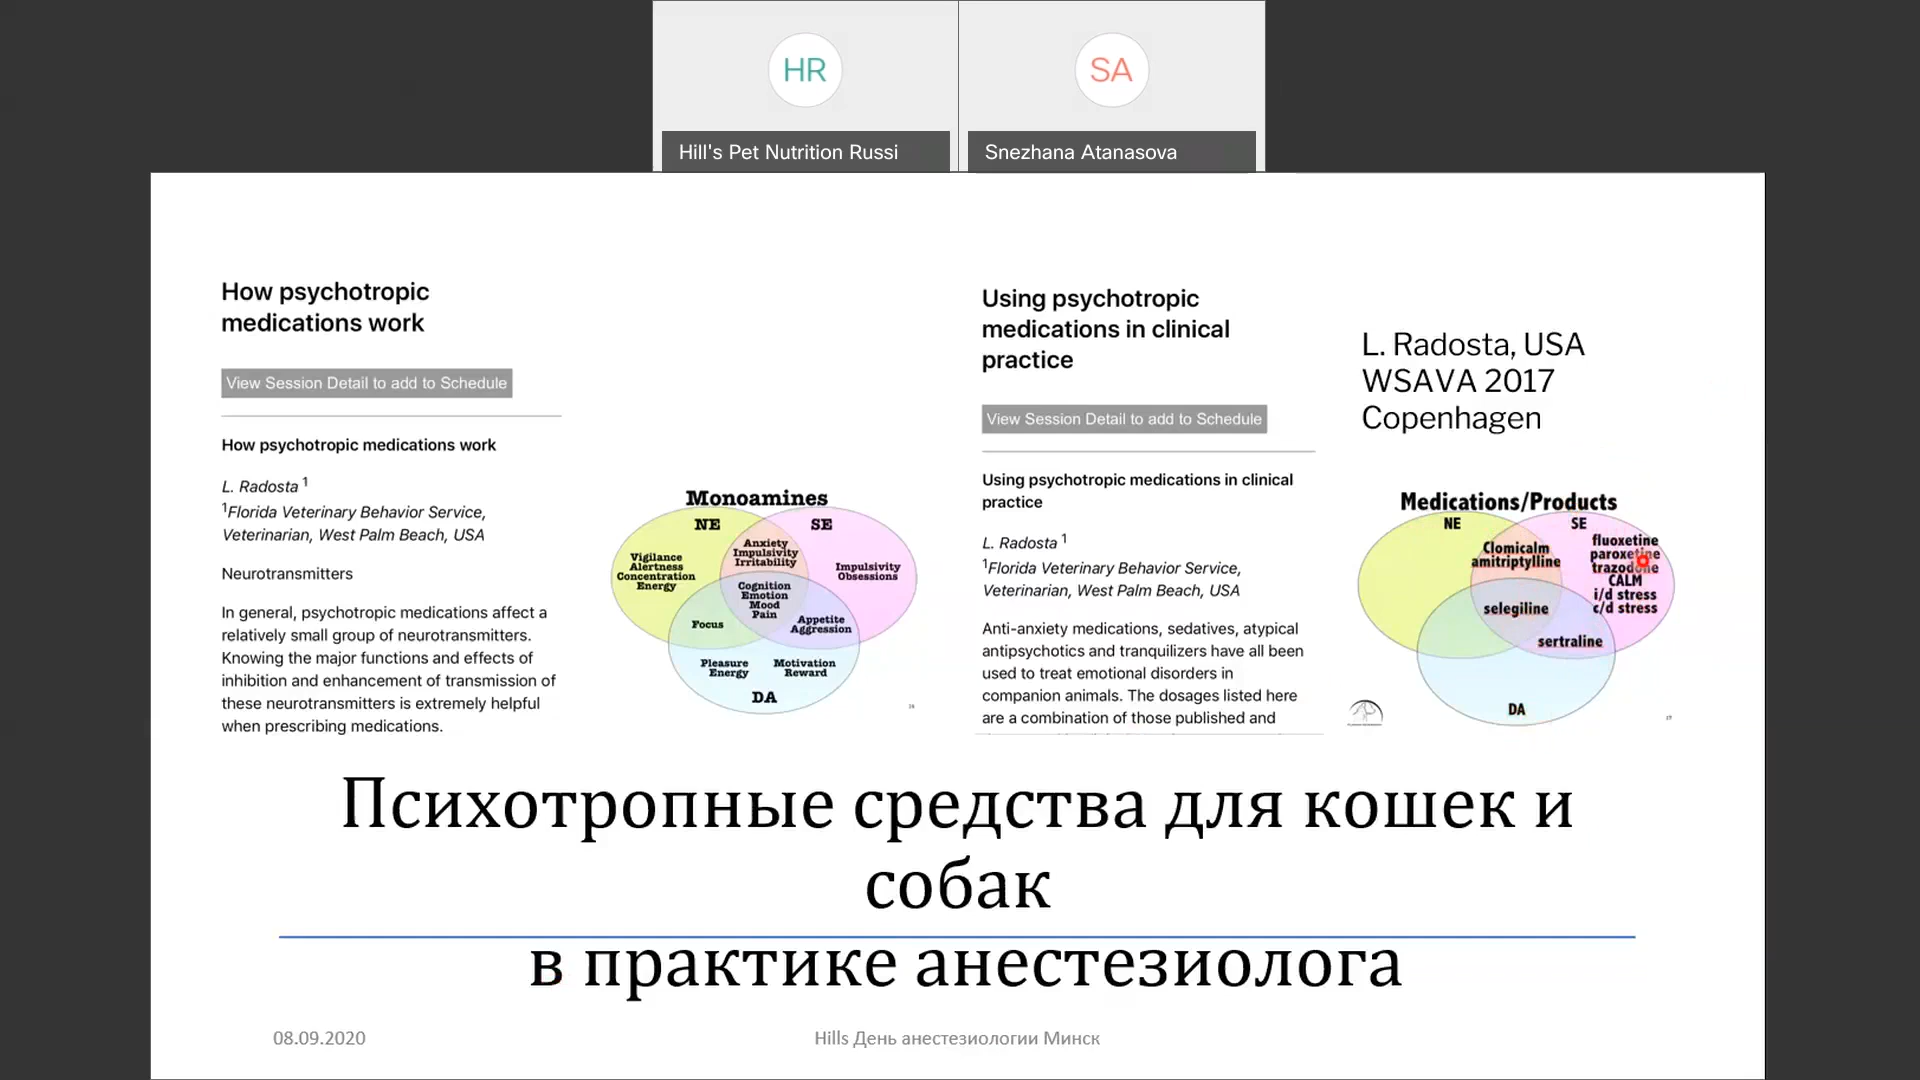 HR
SA
Hill's Pet Nutrition Russi
Snezhana Atanasova
How psychotropic
medications work
View Session Detail to add to Schedule
How psychotropic medications work
L. Radosta 1
1Florida Veterinary Behavior Service,
Veterinarian, West Palm Beach, USA
Neurotransmitters
In general, psychotropic medications affect a
relatively small group of neurotransmitters.
Knowing the major functions and effects of
inhibition and enhancement of transmission of
these neurotransmitters is extremely helpful
when prescribing medications.
Monoamines
NE
SE
Vigilance
Alertness
Concentration
Energy
Anxiety
Impulsivity
Irritability
Impulsivity
Obsessions
Cognition
Emotion
Mood
Pain
Focus
Appetite
Aggression
Pleasure
Energy
Motivation
Reward
DA
Using psychotropic
medications in clinical
practice
View Session Detail to add to Schedule
Using psychotropic medications in clinical
practice
L. Radosta 1
1Florida Veterinary Behavior Service,
Veterinarian, West Palm Beach, USA
Anti-anxiety medications, sedatives, atypical
antipsychotics and tranquilizers have all been
used to treat emotional disorders in
companion animals. The dosages listed here
are a combination of those published and
L. Radosta, USA
WSAVA 2017
Copenhagen
Medications/Products
NE
SE
Clomicalm
amitriptylline
fluoxetine
paroxetine
trazodone
CALM
i/d stress
c/d stress
selegiline
sertraline
DA
Психотропные средства для кошек и
собак
в практике анестезиолога
08.09.2020
Hills День анестезиологии Минск